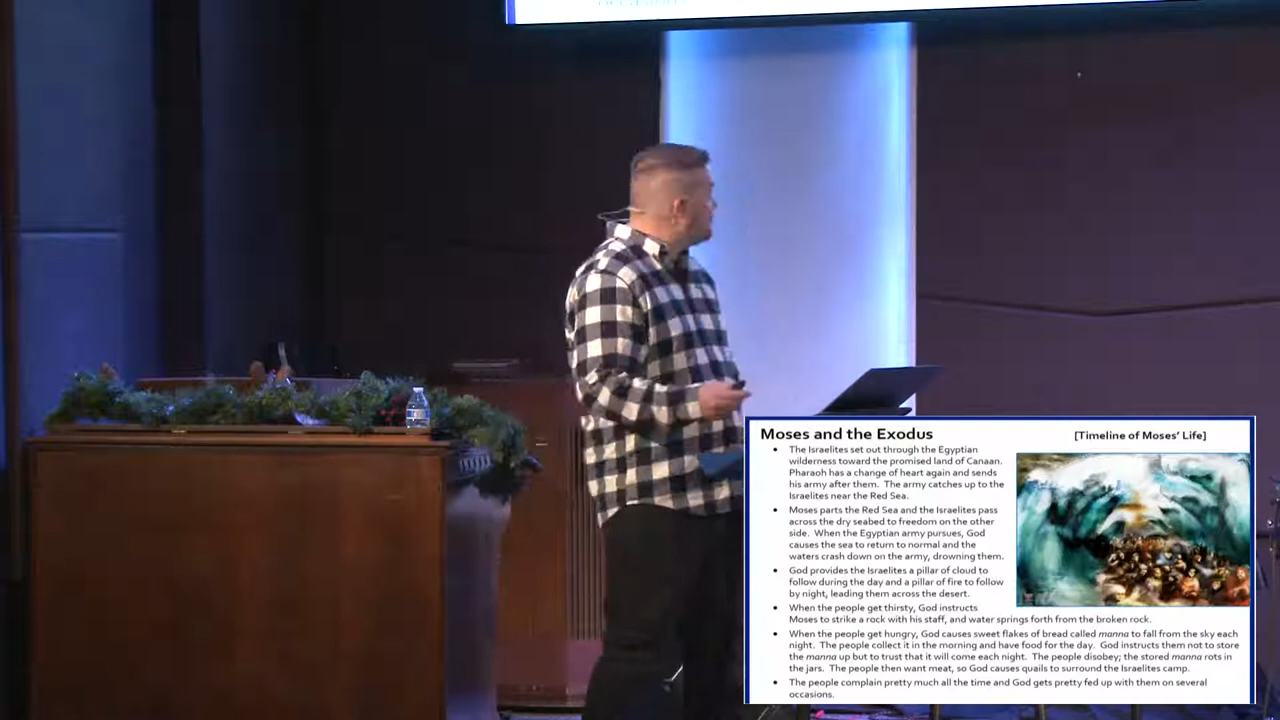 Moses and the Exodus
[Timeline of Moses' Life]
• The Israelites set out through the Egyptian
wilderness toward the promised land of Canaan.
Pharaoh has a change of heart again and sends
his army after them. The army catches up to the
Israelites near the Red Sea.
• Moses parts the Red Sea and the Israelites pass
across the dry seabed to freedom on the other
side. When the Egyptian army pursues, God
causes the sea to return to normal and the
waters crash down on the army, drowning them.
• God provides the Israelites a pillar of cloud to
follow during the day and a pillar of fire to follow
by night, leading them across the desert.
• When the people get thirsty, God instructs
Moses to strike a rock with his staff, and water springs forth from the broken rock.
• When the people get hungry, God causes sweet flakes of bread called manna to fall from the sky each
night. The people collect it in the morning and have food for the day. God instructs them not to store
the manna up but to trust that it will come each night. The people disobey; the stored manna rots in
the jars. The people then want meat, so God causes quails to surround the Israelites camp.
• The people complain pretty much all the time and God gets pretty fed up with them on several
occasions.